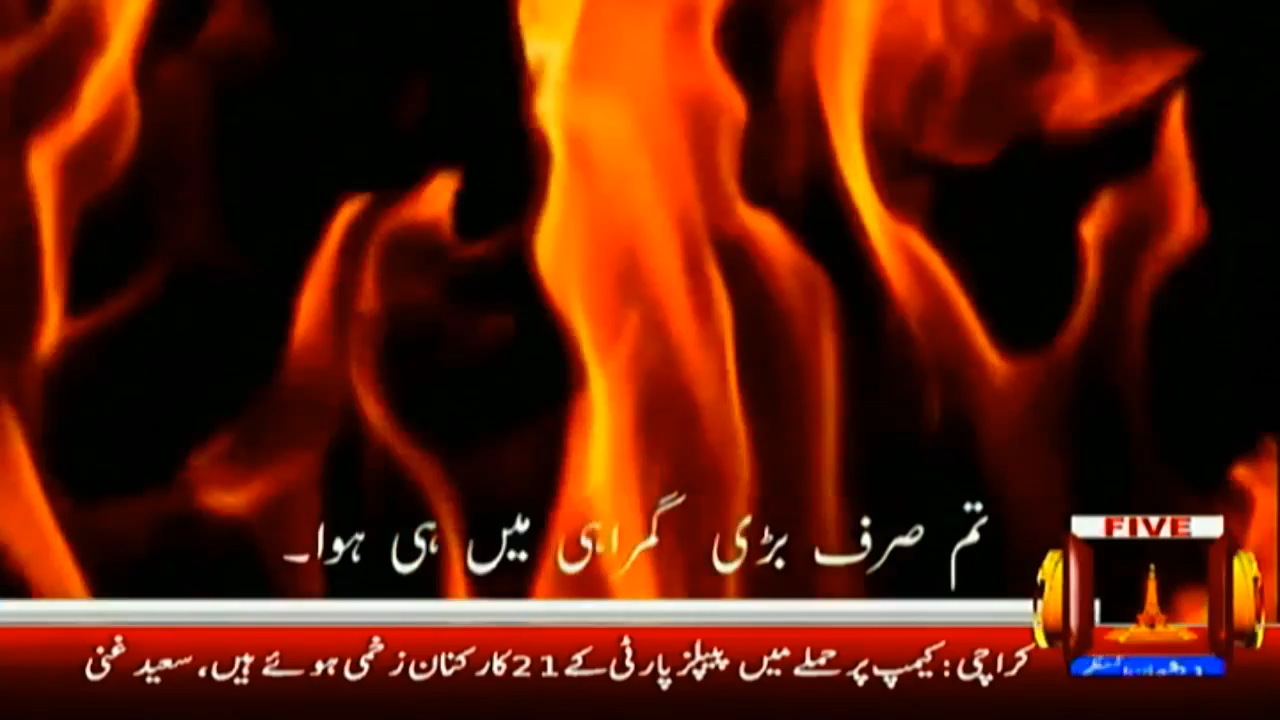 تم صرف بڑی گمراہی میں ہی ہوا۔
FIVE
کراچی: کیمپ پر حملے میں پیپلز پارٹی کے 21 کارکنان زخمی ہوئے ہیں، سعید غنی